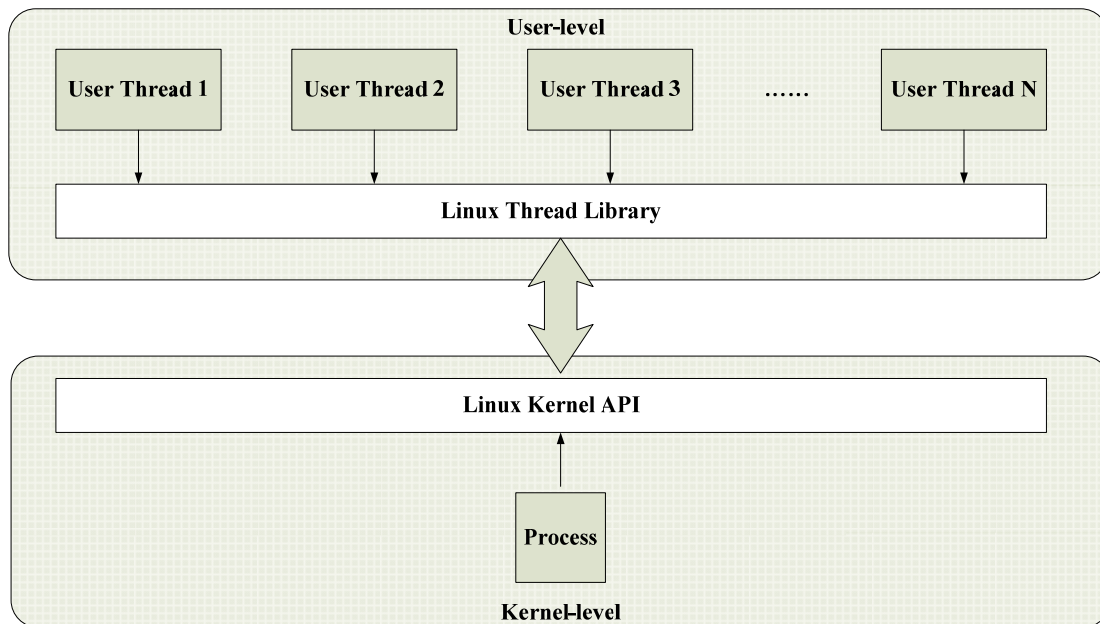 User-level
User Thread 1
User Thread 2
User Thread 3
......
User Thread N
Linux Thread Library
Linux Kernel API
Process
Kernel-level